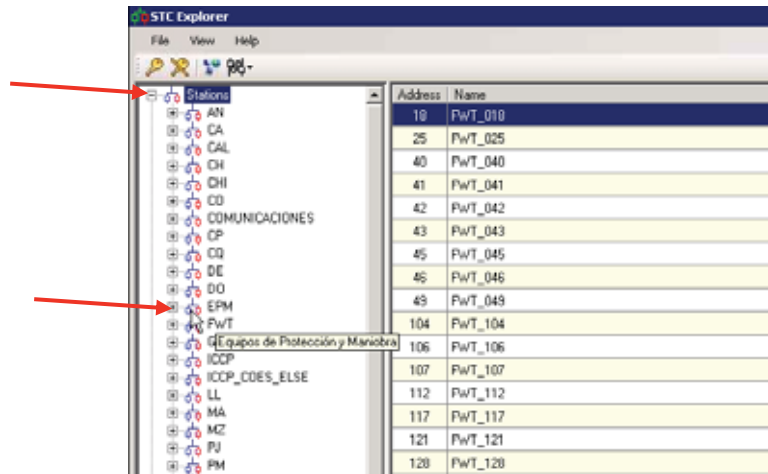 STC Explorer
File View Help
Stations
AN
CA
CAL
CH
CHI
CO
COMUNICACIONES
CP
CQ
DE
DO
EPM
FWT
Equipos de Protección y Maniobra
ICCP
ICCP_COES_ELSE
LL
MA
MZ
PJ
PM
Address Name
18 FWT_018
25 FWT_025
40 FWT_040
41 FWT_041
42 FWT_042
43 FWT_043
45 FWT_045
46 FWT_046
49 FWT_049
104 FWT_104
106 FWT_106
107 FWT_107
112 FWT_112
117 FWT_117
121 FWT_121
128 FWT_128